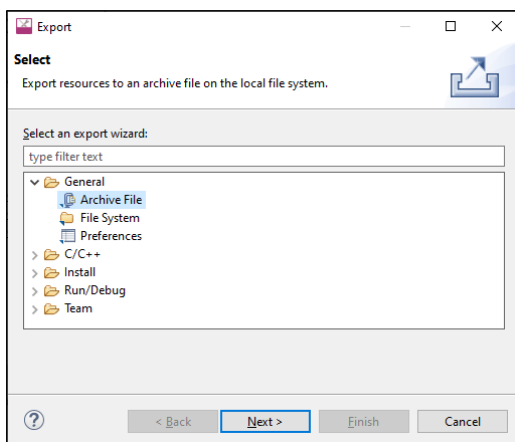 Export
Select
Export resources to an archive file on the local file system.
Select an export wizard:
type filter text
General
Archive File
File System
Preferences
C/C++
Install
Run/Debug
Team
?
< Back
Next >
Finish
Cancel